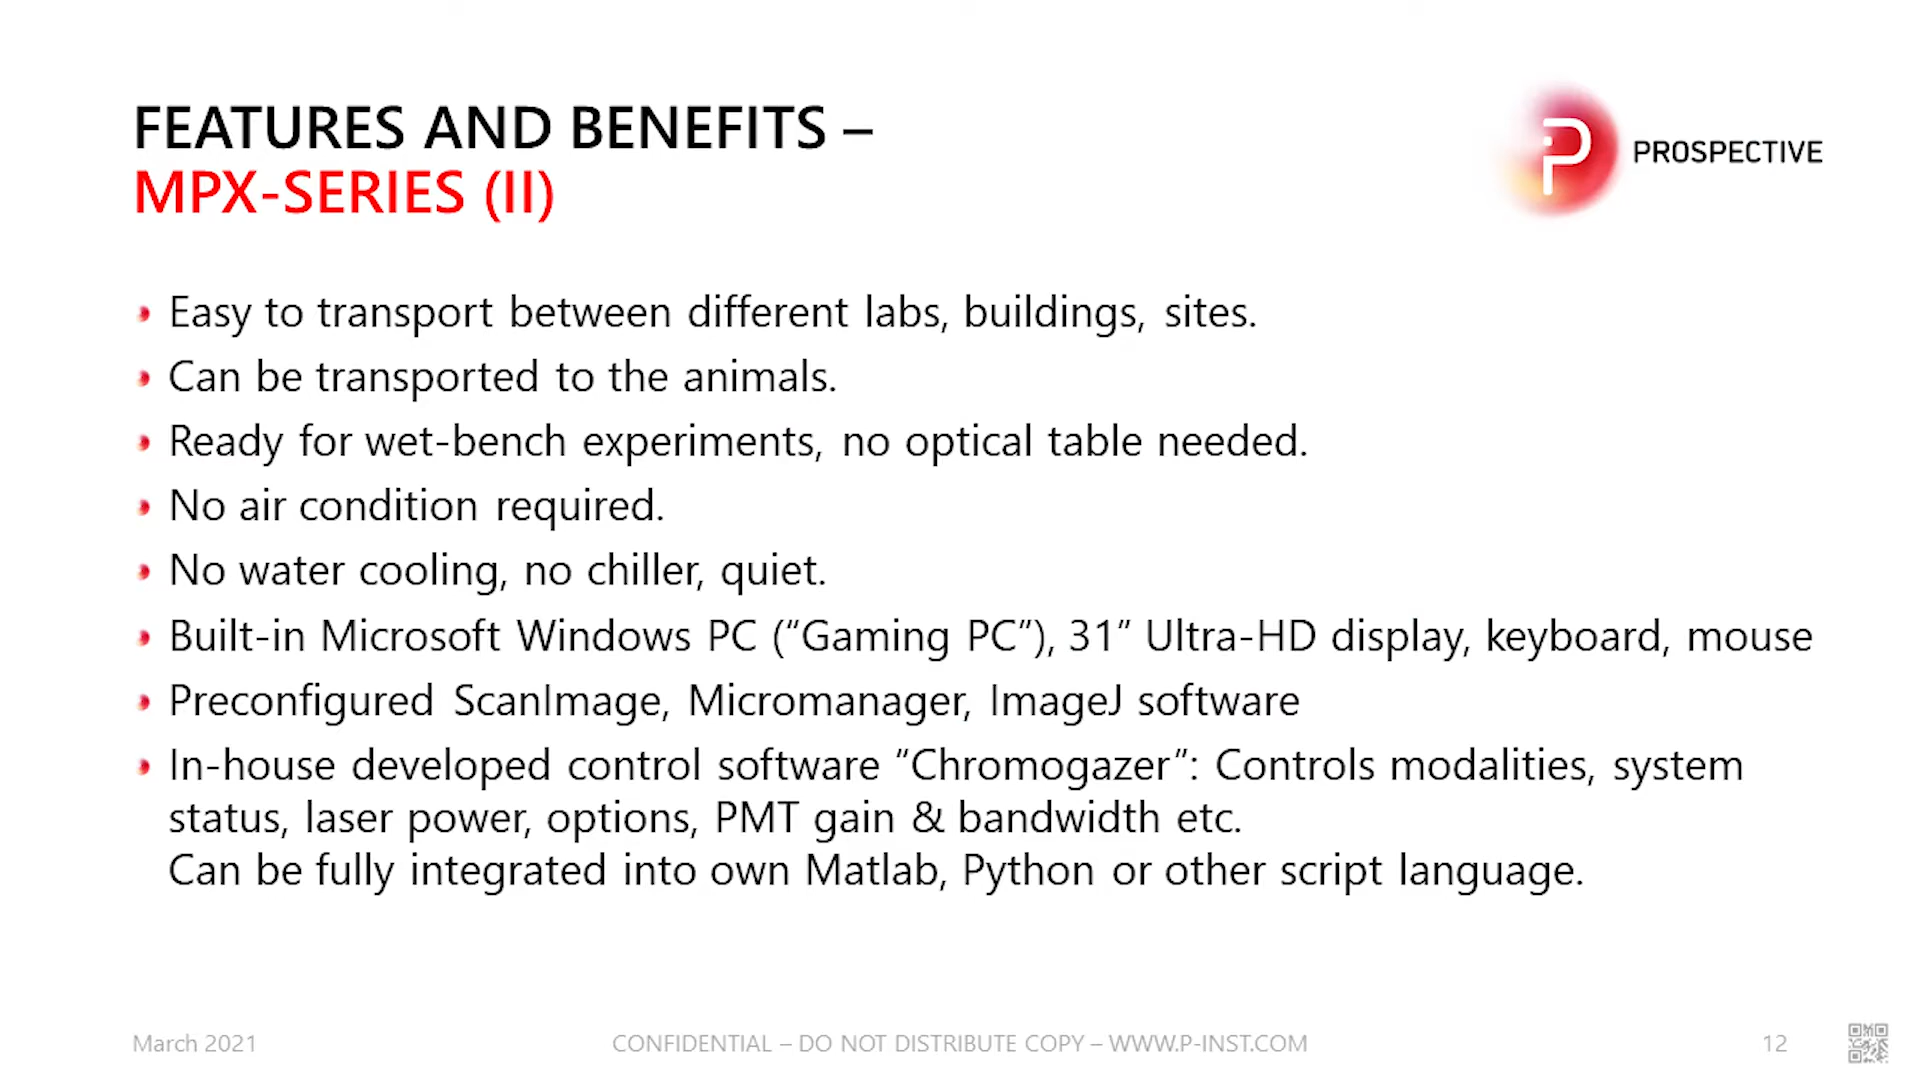 FEATURES AND BENEFITS –
MPX-SERIES (II)
PROSPECTIVE
Easy to transport between different labs, buildings, sites.
Can be transported to the animals.
Ready for wet-bench experiments, no optical table needed.
No air condition required.
No water cooling, no chiller, quiet.
Built-in Microsoft Windows PC (“Gaming PC”), 31” Ultra-HD display, keyboard, mouse
Preconfigured ScanImage, Micromanager, ImageJ software
In-house developed control software “Chromogazer”: Controls modalities, system
status, laser power, options, PMT gain & bandwidth etc.
Can be fully integrated into own Matlab, Python or other script language.
March 2021
CONFIDENTIAL – DO NOT DISTRIBUTE COPY – WWW.P-INST.COM
12